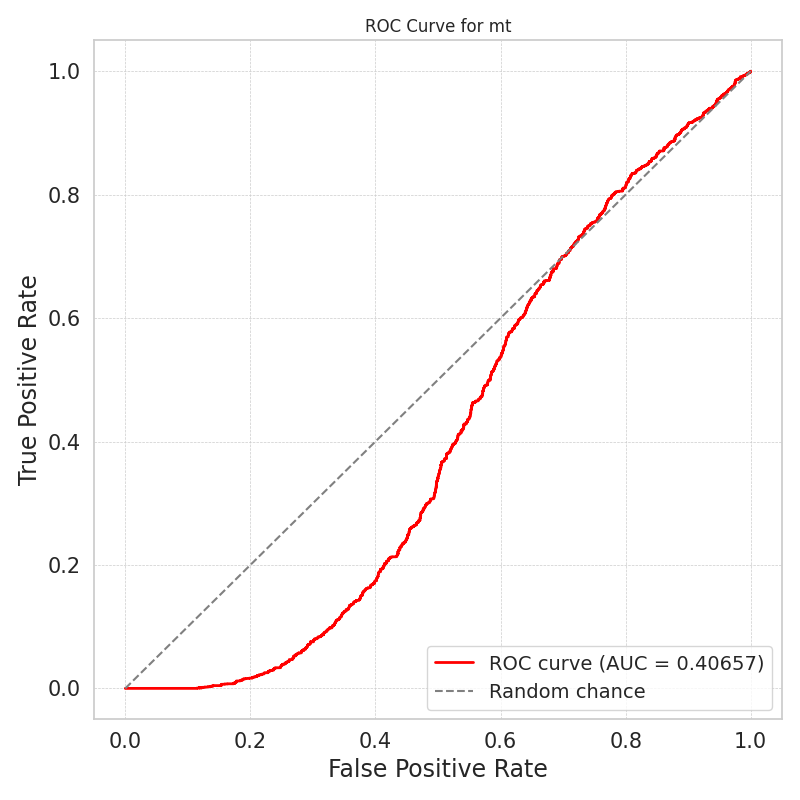 ROC Curve for mt
True Positive Rate
1.0
0.8
0.6
0.4
0.2
0.0
0.0 0.2 0.4 0.6 0.8 1.0
False Positive Rate
ROC curve (AUC = 0.40657)
Random chance